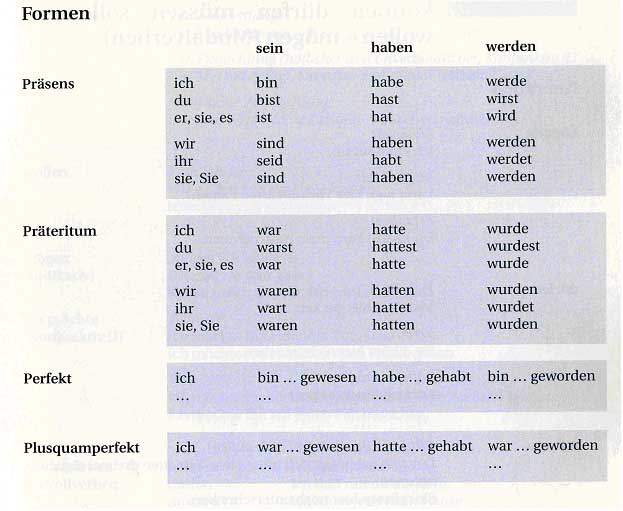 Formen
sein haben werden
Präsens ich bin habe werde
du bist hast wirst
er, sie, es ist hat wird
wir sind haben werden
ihr seid habt werdet
sie, Sie sind haben werden
Präteritum ich war hatte wurde
du warst hattest wurdest
er, sie, es war hatte wurde
wir waren hatten wurden
ihr wart hattet wurdet
sie, Sie waren hatten wurden
Perfekt ich bin … gewesen habe … gehabt bin … geworden
… … … …
Plusquamperfekt ich war … gewesen hatte … gehabt war … geworden
… … … …